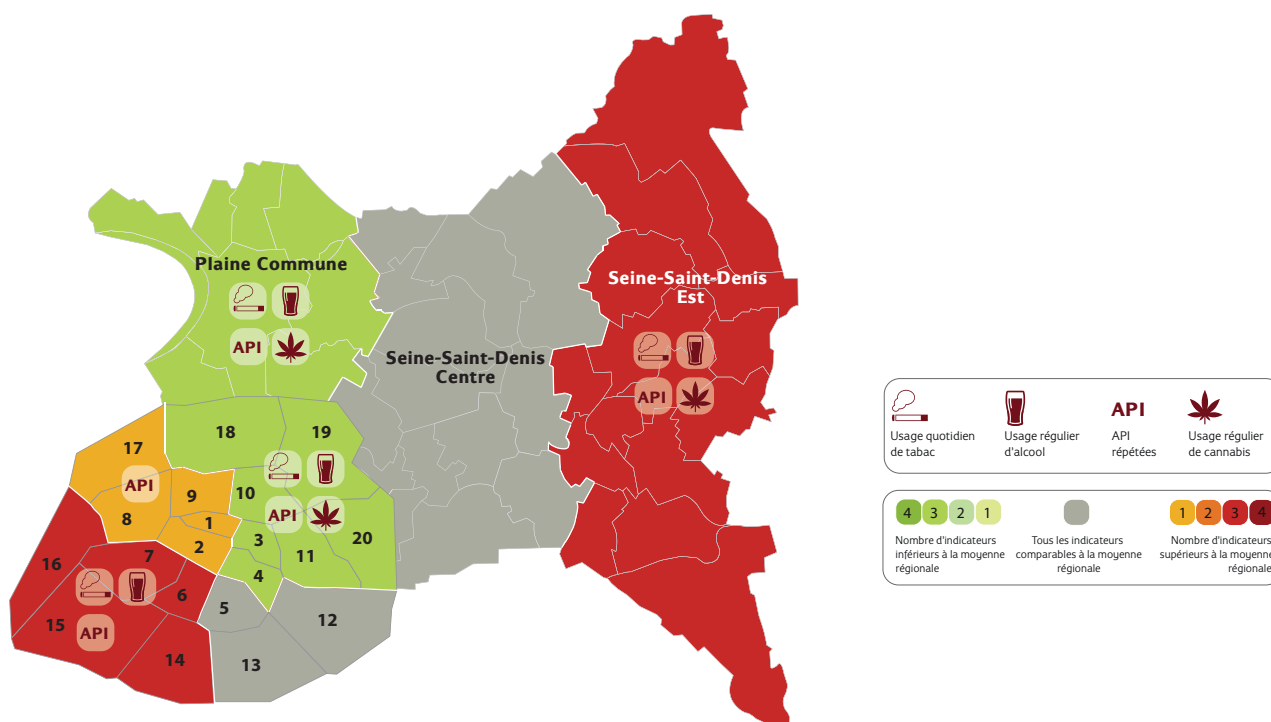 Plaine Commune
API
Seine-Saint-Denis
Est
API
Seine-Saint-Denis
Centre
18
19
17
API
9
10
8
1
API
3
20
2
11
7
16
4
6
5
12
15
API
14
13
Usage quotidien
de tabac
Usage régulier
d'alcool
API
API
répétées
Usage régulier
de cannabis
4 3 2 1
Nombre d'indicateurs
inférieurs à la moyenne
régionale
Tous les indicateurs
comparables à la moyenne
régionale
1 2 3 4
Nombre d'indicateurs
supérieurs à la moyenne
régionale